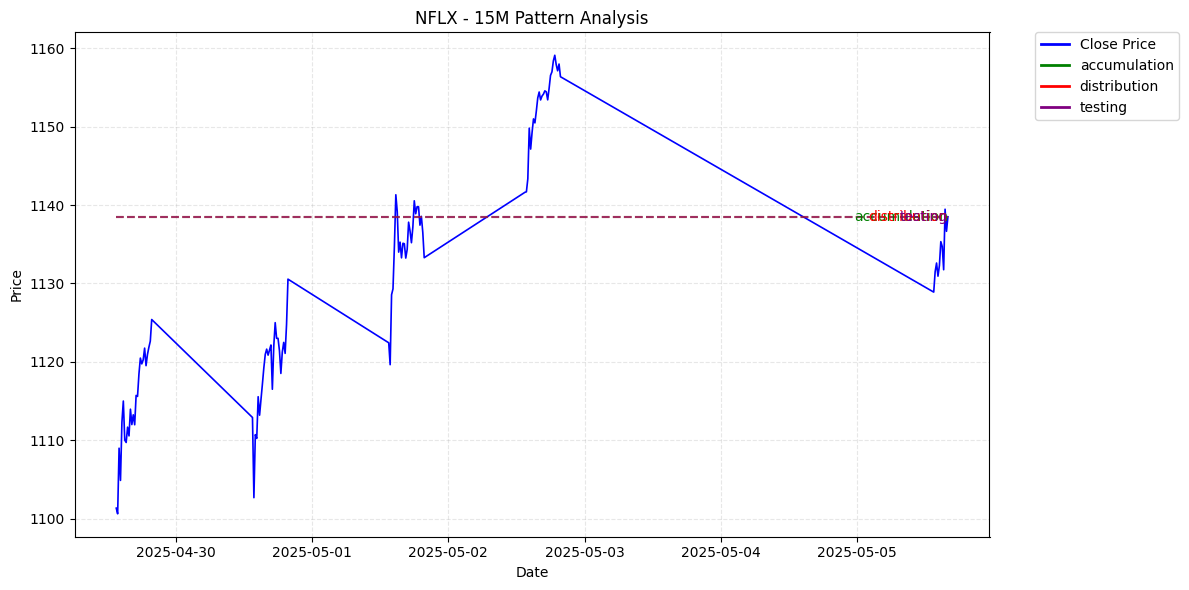 NFLX - 15M Pattern Analysis
Close Price
accumulation
distribution
testing
Price
1160
1150
1140
1130
1120
1110
1100
testing
2025-04-30
2025-05-01
2025-05-02
2025-05-03
2025-05-04
2025-05-05
Date